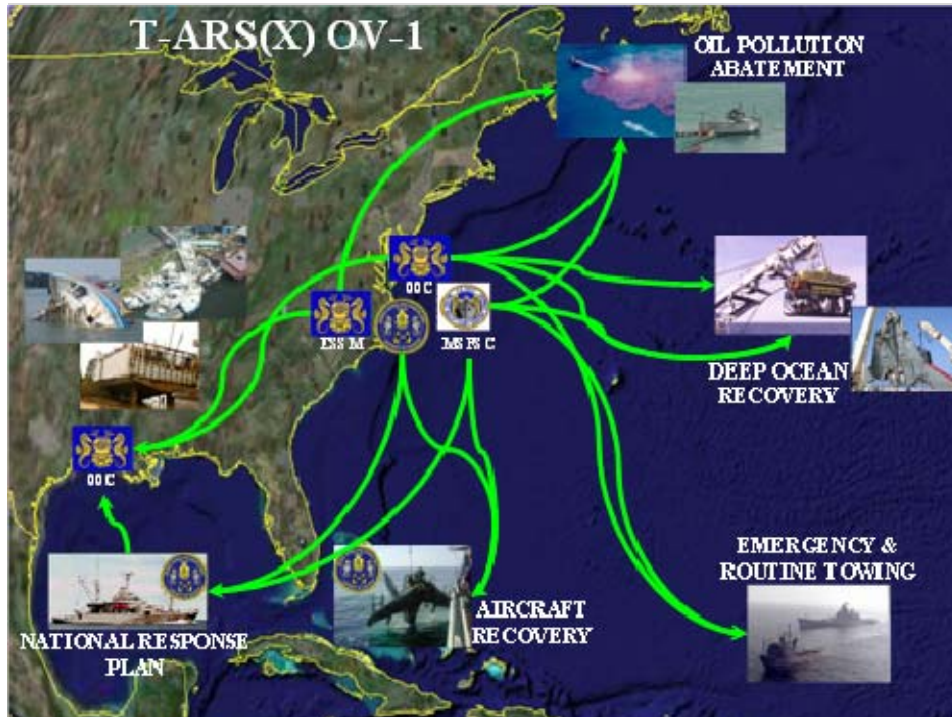 T-ARS(X) OV-1
OIL POLLUTION
ABATEMENT
00C
ESSM
MSFSC
DEEP OCEAN
RECOVERY
00C
EMERGENCY &
ROUTINE TOWING
AIRCRAFT
RECOVERY
NATIONAL RESPONSE
PLAN